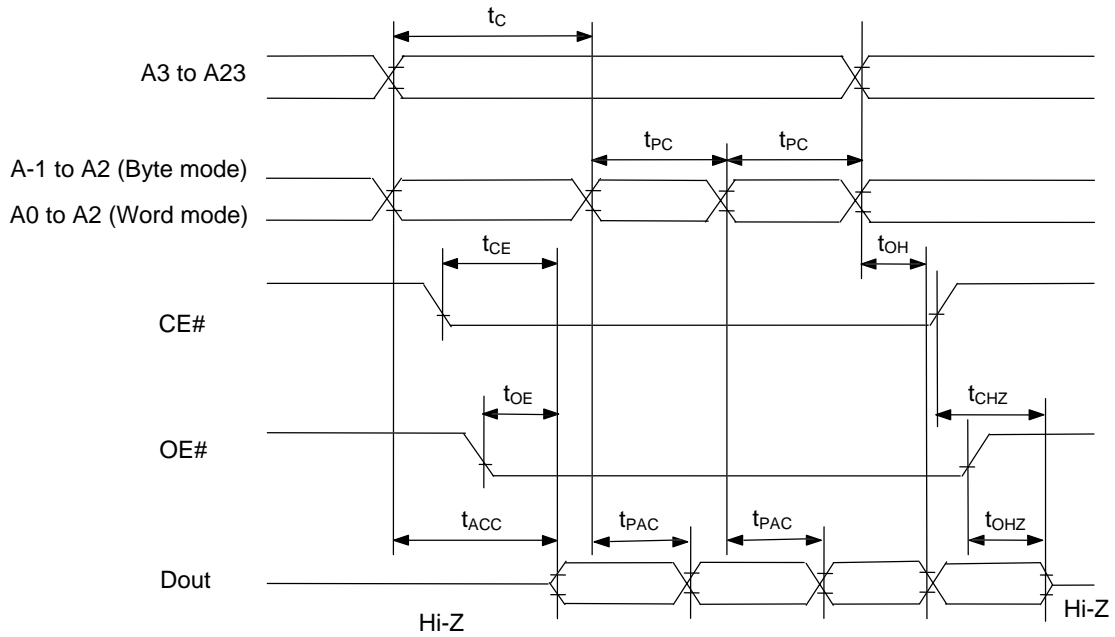 tC
A3 to A23
tPC tPC
A-1 to A2 (Byte mode)
A0 to A2 (Word mode)
tCE tOH
CE#
tOE tCHZ
OE#
tACC tPAC tPAC tOHZ
Dout
Hi-Z Hi-Z